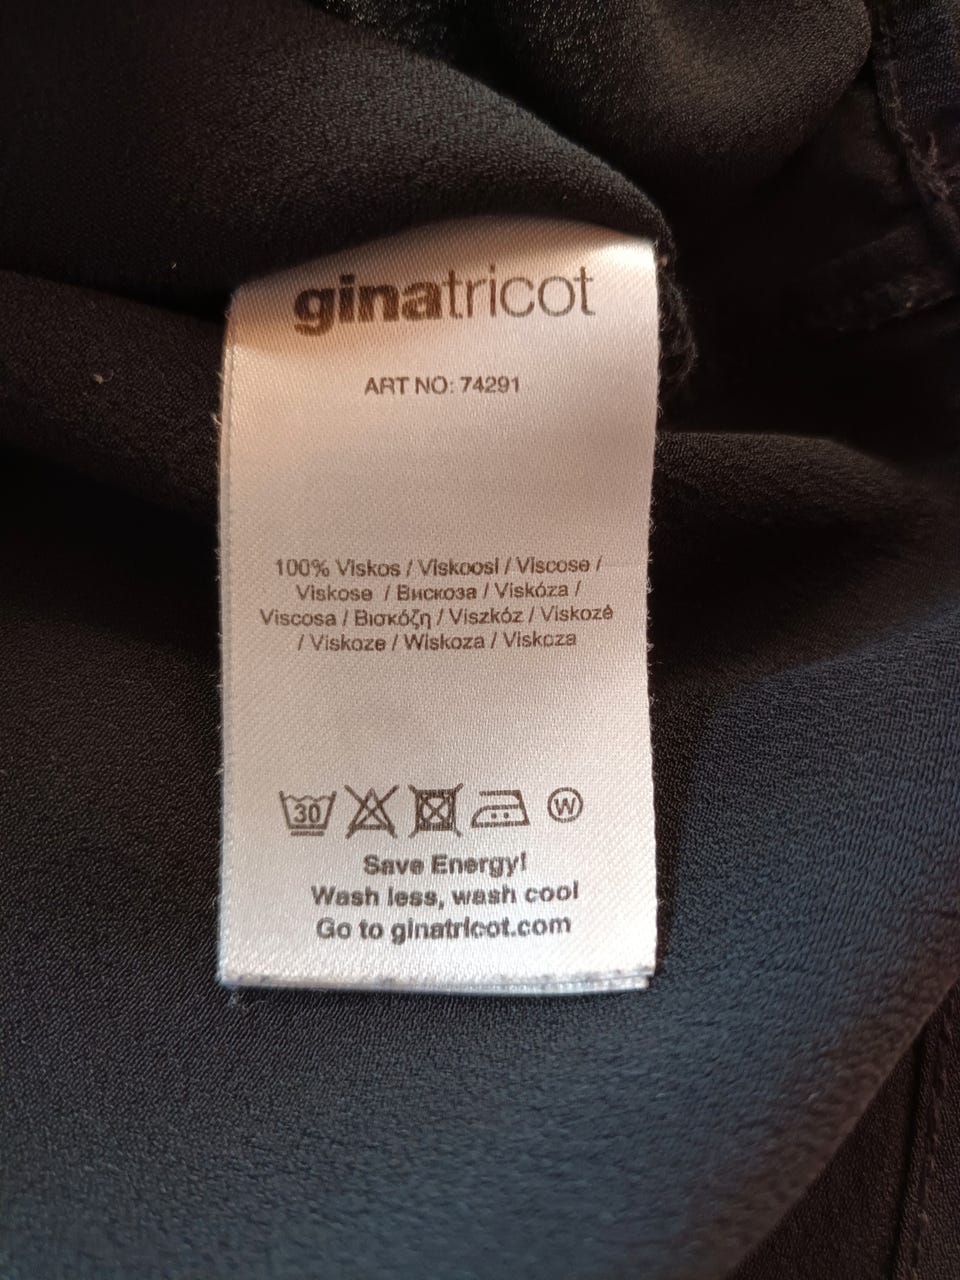 ginatricot
ART NO: 74291
100% Viskos / Viskoosi / Viscose /
Viskose / Вискоза / Viskóza /
Viscosa / Βισκόζη / Viszkóz / Viskozė
/ Viskoze / Wiskoza / Viskoza
30 W
Save Energy!
Wash less, wash cool
Go to ginatricot.com